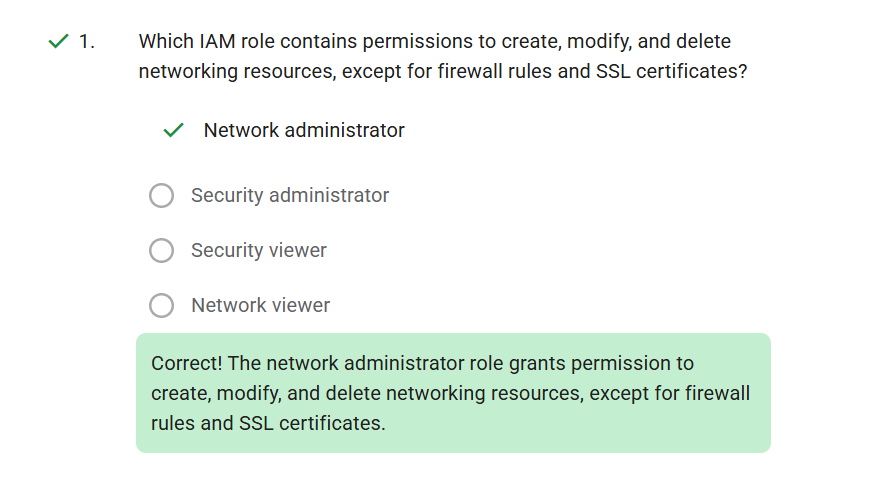 1. Which IAM role contains permissions to create, modify, and delete
networking resources, except for firewall rules and SSL certificates?
Network administrator
Security administrator
Security viewer
Network viewer
Correct! The network administrator role grants permission to
create, modify, and delete networking resources, except for firewall
rules and SSL certificates.